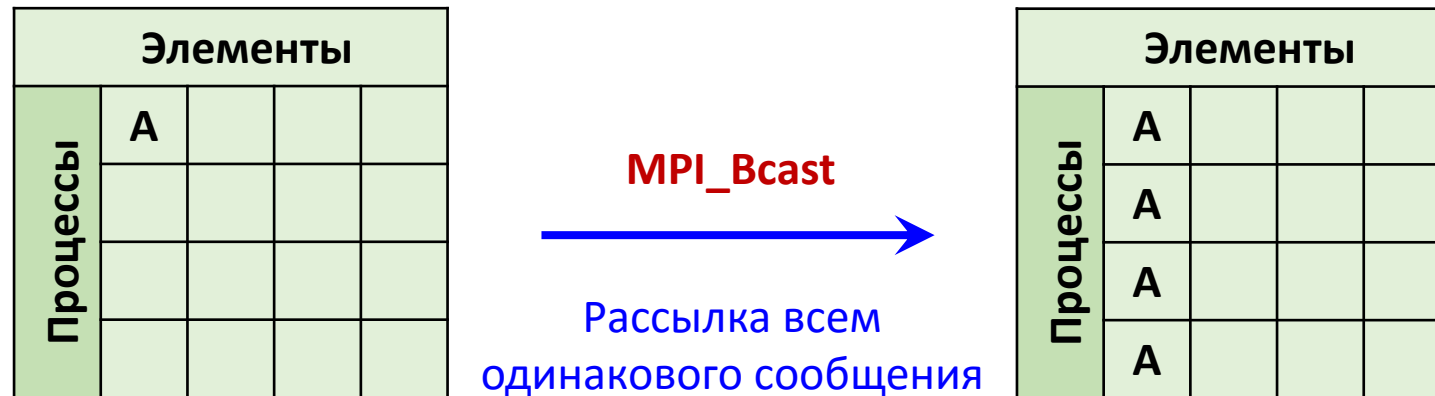 Элементы
Процессы
А
MPI_Bcast
Рассылка всем
одинакового сообщения
Элементы
Процессы
А
А
А
А